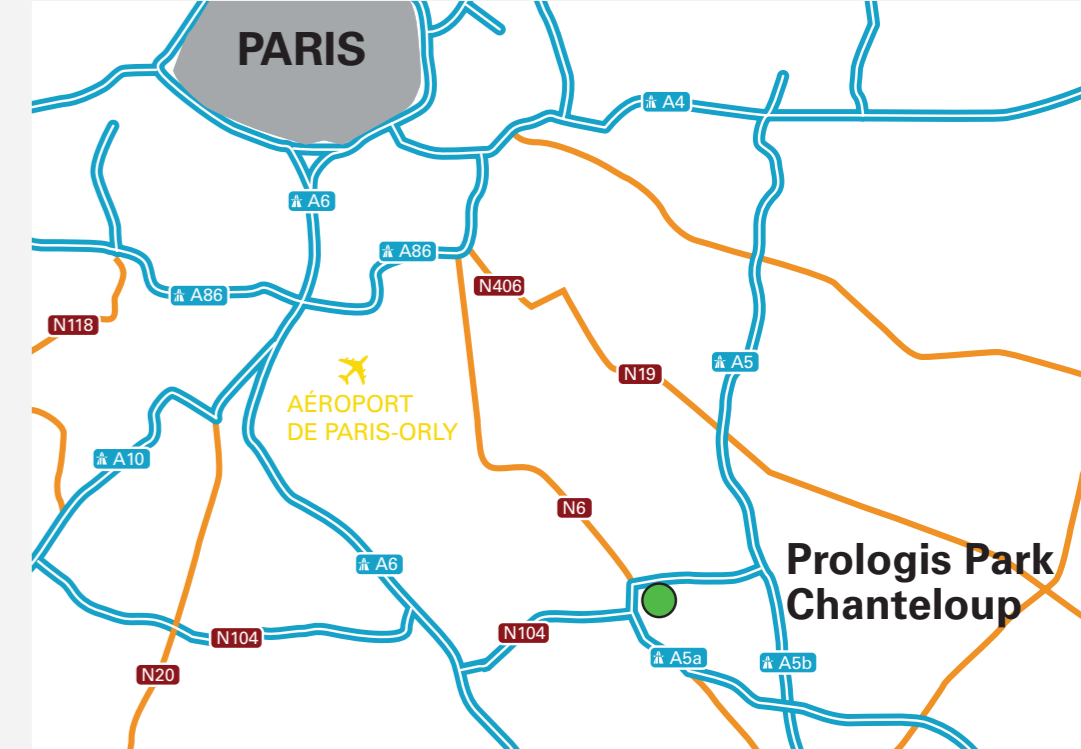 PARIS
A4
A6
A86
N406
A86
N118
A5
N19
AÉROPORT
DE PARIS-ORLY
A10
N6
A6
Prologis Park
Chanteloup
N104
N104
A5a
A5b
N20